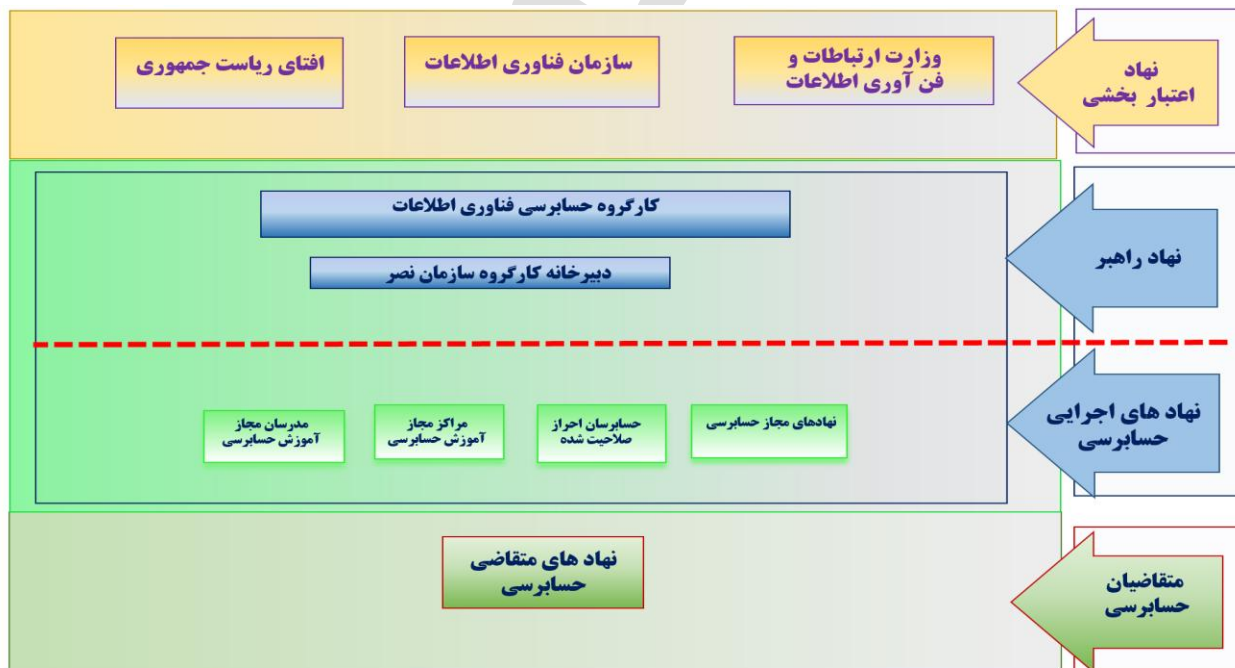 نهاد
اعتبار بخشی
وزارت ارتباطات و
فن آوری اطلاعات
سازمان فناوری اطلاعات
افتای ریاست جمهوری
نهاد راهبر
کارگروه حسابرسی فناوری اطلاعات
دبیرخانه کارگروه سازمان نصر
نهاد های اجرایی
حسابرسی
نهادهای مجاز حسابرسی
حسابرسان احراز
صلاحیت شده
مراکز مجاز
آموزش حسابرسی
مدرسان مجاز
آموزش حسابرسی
متقاضیان
حسابرسی
نهاد های متقاضی
حسابرسی